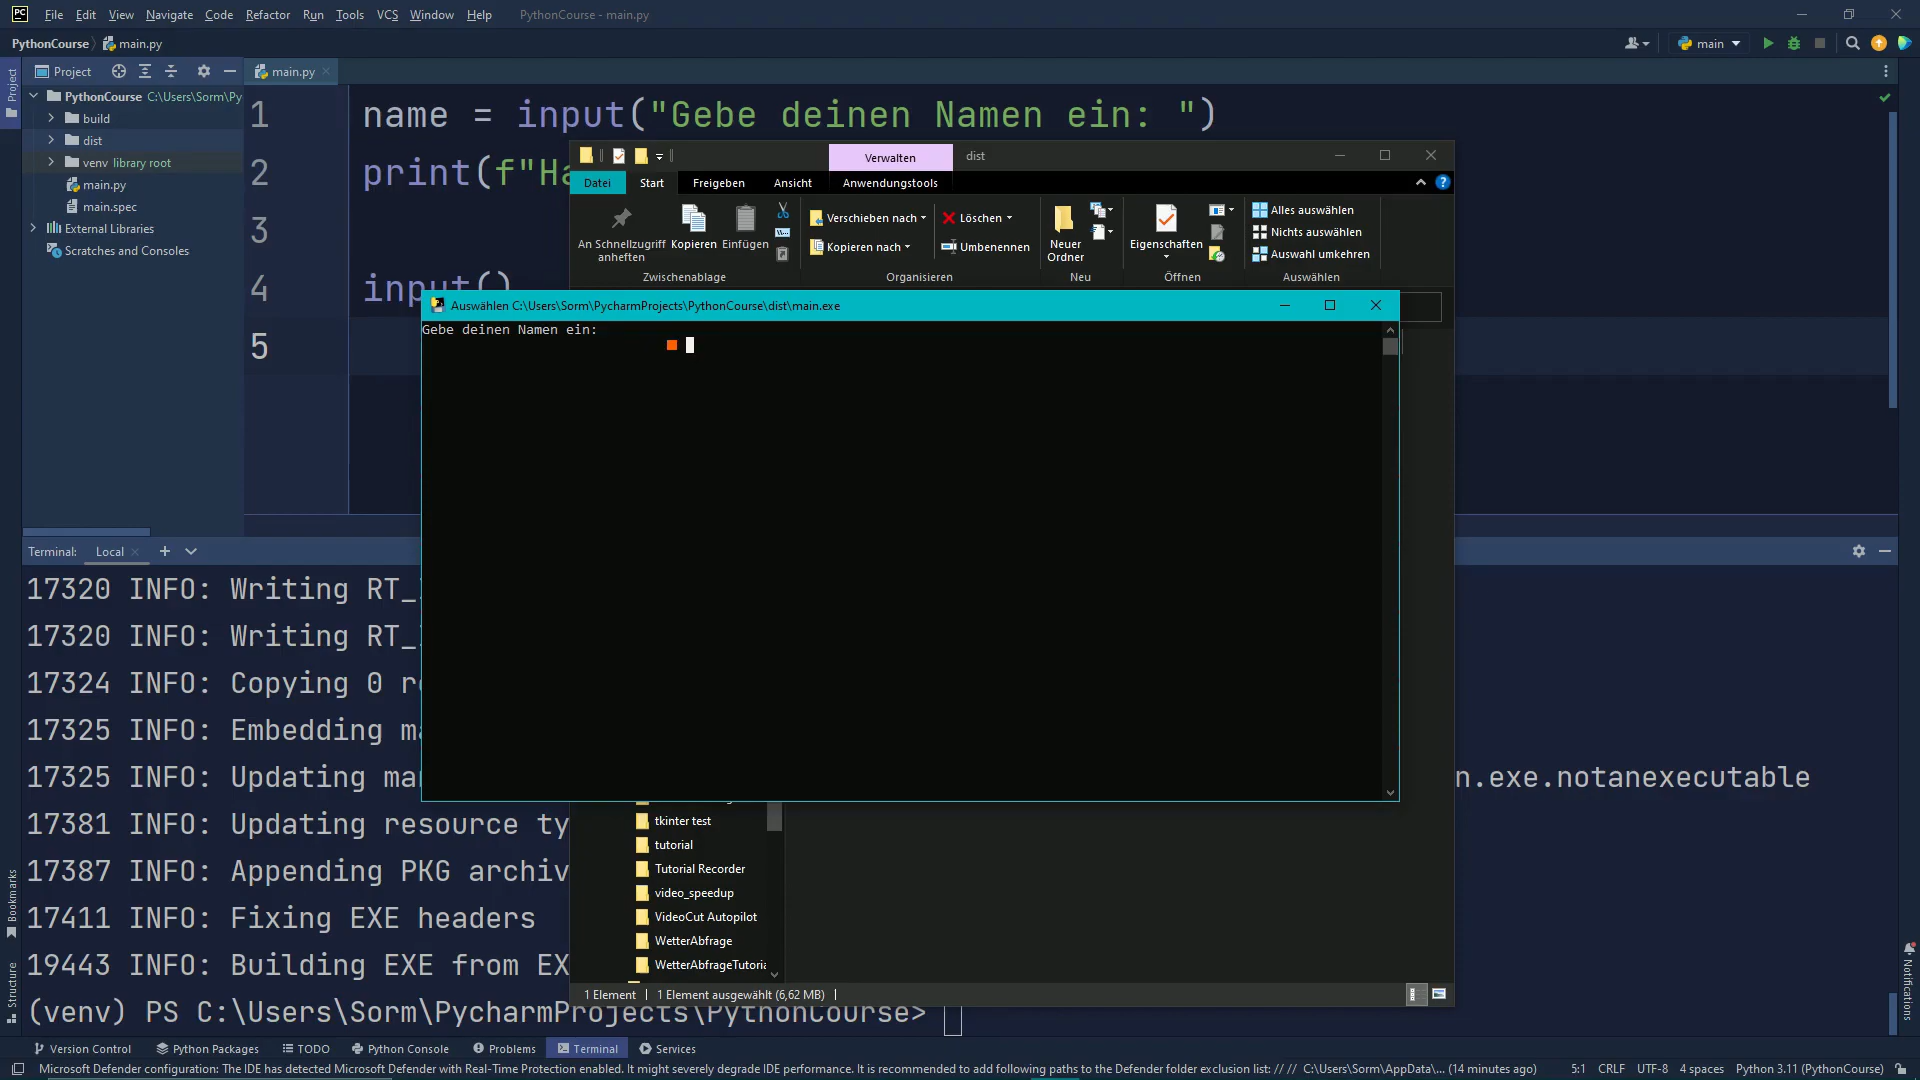 PC File Edit View Navigate Code Refactor Run Tools VCS Window Help PythonCourse - main.py
PythonCourse main.py main
Project main.py
PythonCourse C:\Users\Sorm\Py
build
dist
venv library root
main.py
main.spec
External Libraries
Scratches and Consoles
1 name = input("Gebe deinen Namen ein: ")
2 print(f"Ha
3
4 input()
5
Verwalten dist
Datei Start Freigeben Ansicht Anwendungstools
An Schnellzugriff anheften
Kopieren
Einfügen
Zwischenablage
Verschieben nach
Kopieren nach
Löschen
Umbenennen
Organisieren
Neuer Ordner
Neu
Eigenschaften
Öffnen
Alles auswählen
Nichts auswählen
Auswahl umkehren
Auswählen
Auswählen C:\Users\Sorm\PycharmProjects\PythonCourse\dist\main.exe
Gebe deinen Namen ein:
tkinter test
tutorial
Tutorial Recorder
video_speedup
VideoCut Autopilot
WetterAbfrage
WetterAbfrageTutoria
1 Element 1 Element ausgewählt (6,62 MB)
Terminal: Local
17320 INFO: Writing RT_
17320 INFO: Writing RT_
17324 INFO: Copying 0 re
17325 INFO: Embedding ma
17325 INFO: Updating man n.exe.notanexecutable
17381 INFO: Updating resource ty
17387 INFO: Appending PKG archiv
17411 INFO: Fixing EXE headers
19443 INFO: Building EXE from EX
(venv) PS C:\Users\Sorm\PycharmProjects\PythonCourse>
Project
Bookmarks
Structure
Notifications
Version Control Python Packages TODO Python Console Problems Terminal Services
Microsoft Defender configuration: The IDE has detected Microsoft Defender with Real-Time Protection enabled. It might severely degrade IDE performance. It is recommended to add following paths to the Defender folder exclusion list: // // C:\Users\Sorm\AppData\... (14 minutes ago) 5:1 CRLF UTF-8 4 spaces Python 3.11 (PythonCourse)